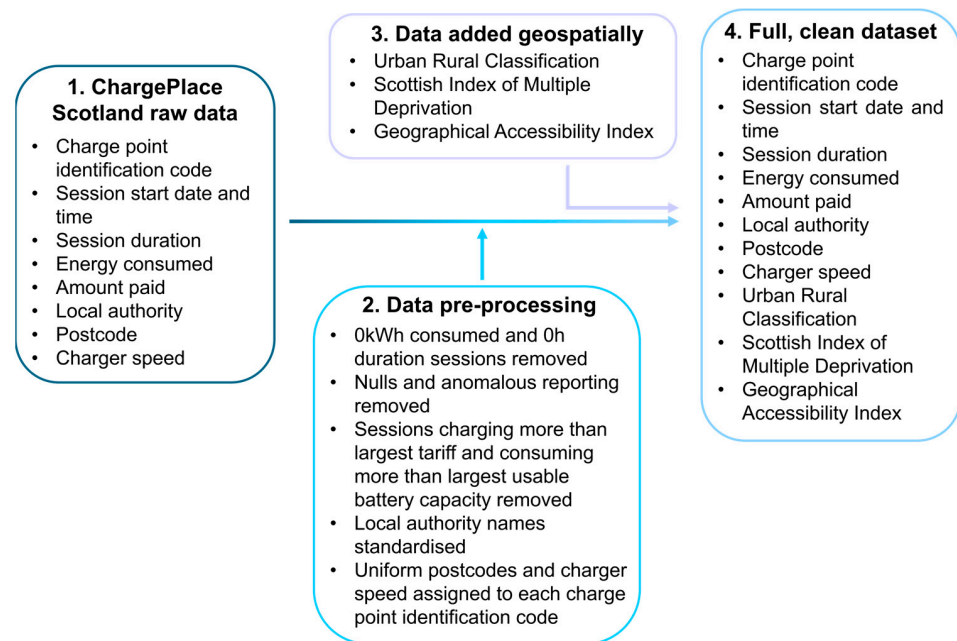 1. ChargePlace
Scotland raw data
• Charge point
identification code
• Session start date and
time
• Session duration
• Energy consumed
• Amount paid
• Local authority
• Postcode
• Charger speed
2. Data pre-processing
• 0kWh consumed and 0h
duration sessions removed
• Nulls and anomalous reporting
removed
• Sessions charging more than
largest tariff and consuming
more than largest usable
battery capacity removed
• Local authority names
standardised
• Uniform postcodes and charger
speed assigned to each charge
point identification code
3. Data added geospatially
• Urban Rural Classification
• Scottish Index of Multiple
Deprivation
• Geographical Accessibility Index
4. Full, clean dataset
• Charge point
identification code
• Session start date and
time
• Session duration
• Energy consumed
• Amount paid
• Local authority
• Postcode
• Charger speed
• Urban Rural
Classification
• Scottish Index of
Multiple Deprivation
• Geographical
Accessibility Index